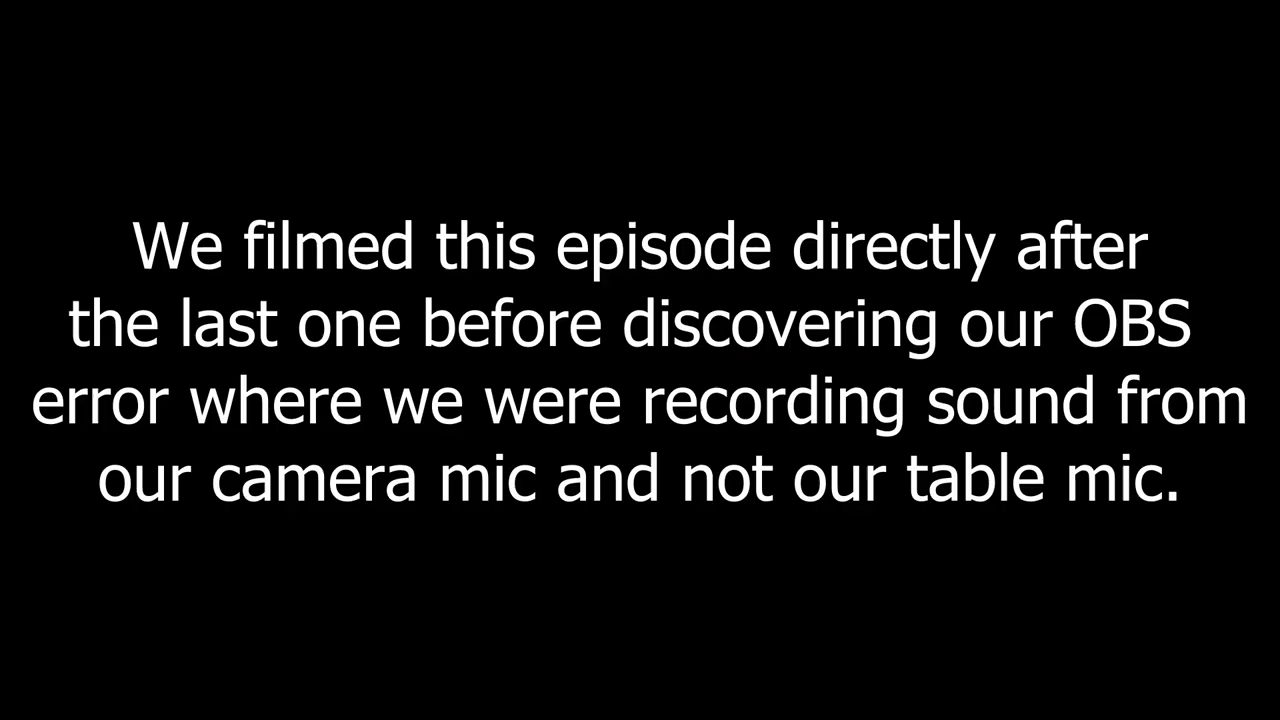 We filmed this episode directly after
the last one before discovering our OBS
error where we were recording sound from
our camera mic and not our table mic.